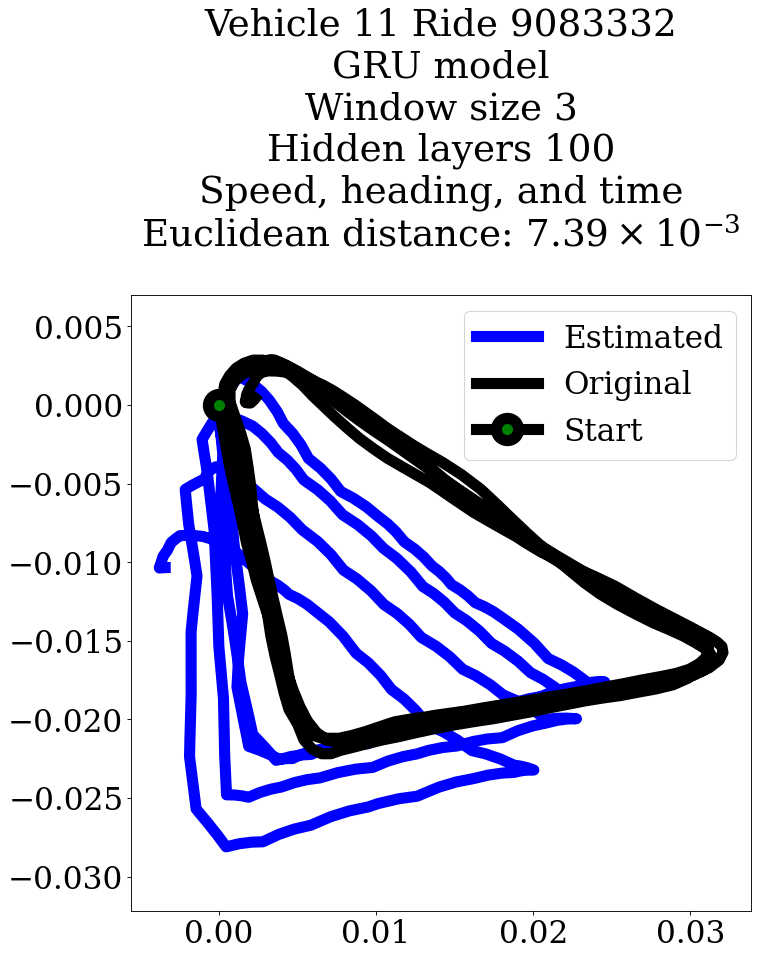 Vehicle 11 Ride 9083332
GRU model
Window size 3
Hidden layers 100
Speed, heading, and time
Euclidean distance: 7.39 × 10⁻³
Estimated
Original
Start
0.005
0.000
−0.005
−0.010
−0.015
−0.020
−0.025
−0.030
0.00 0.01 0.02 0.03